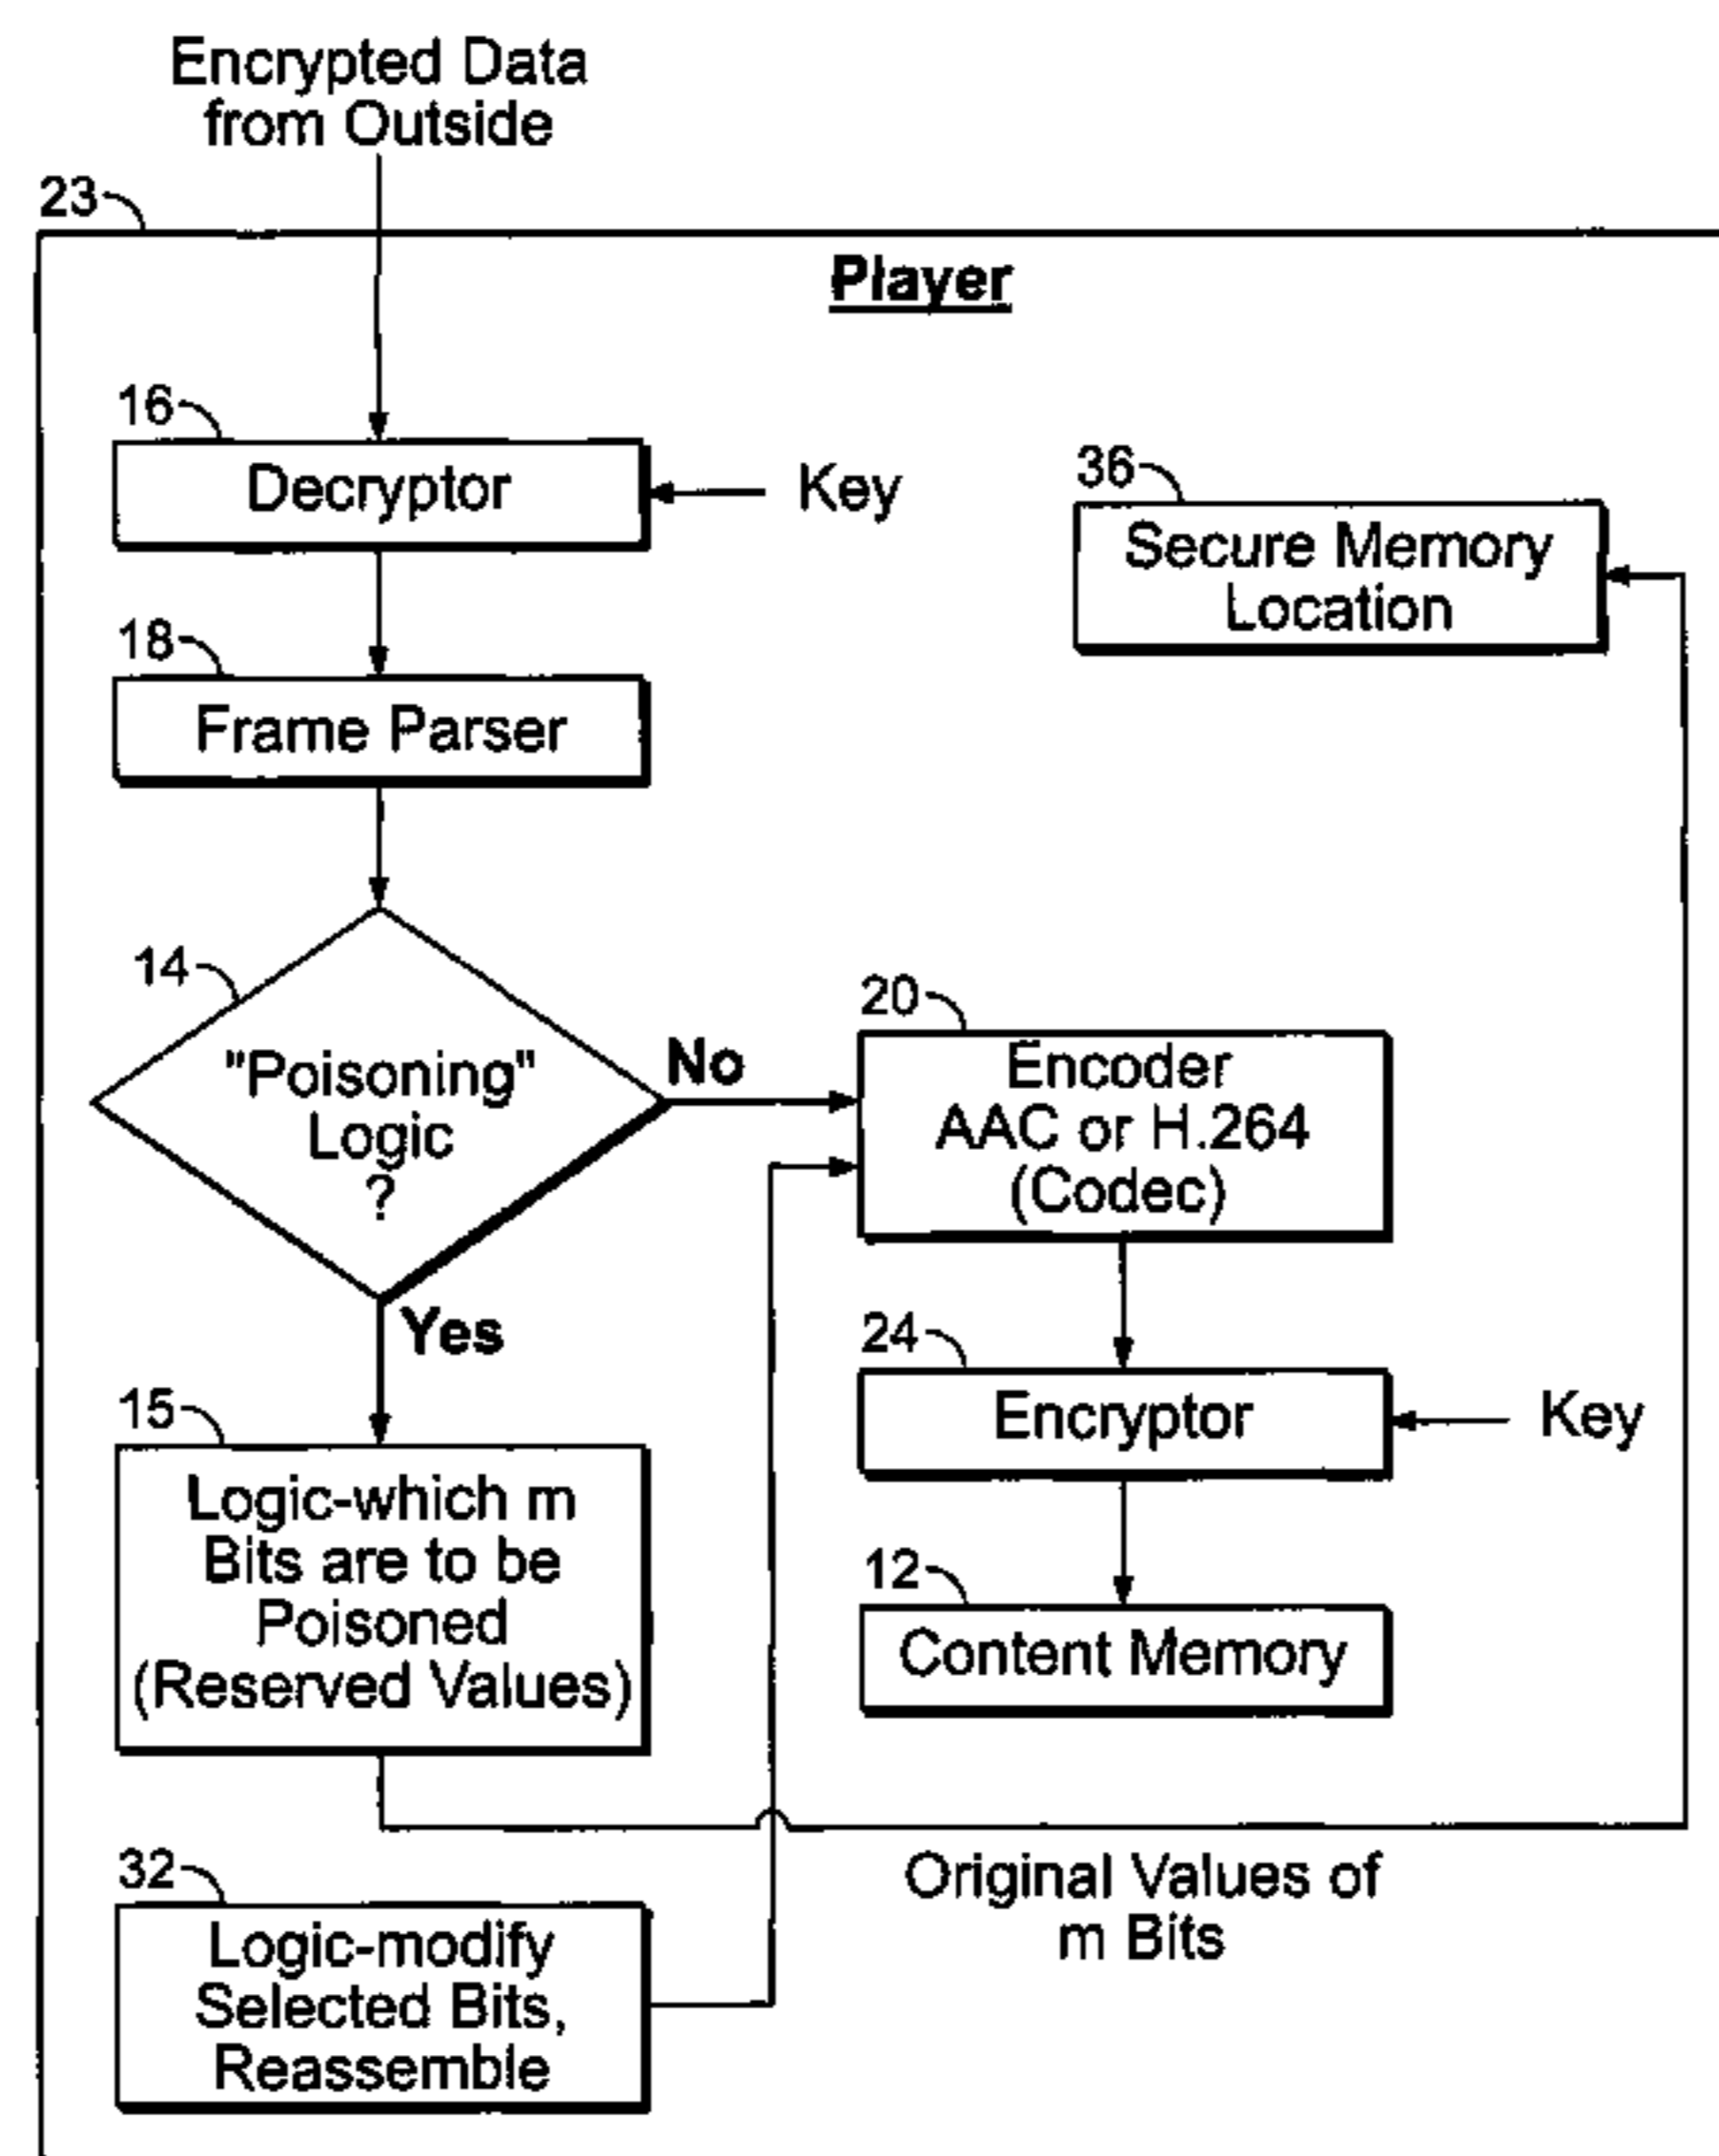 Encrypted Data
from Outside
23
Player
16
Decryptor
Key
36
Secure Memory
Location
18
Frame Parser
14
"Poisoning"
Logic
?
No
Yes
20
Encoder
AAC or H.264
(Codec)
24
Encryptor
Key
15
Logic-which m
Bits are to be
Poisoned
(Reserved Values)
12
Content Memory
Original Values of
m Bits
32
Logic-modify
Selected Bits,
Reassemble